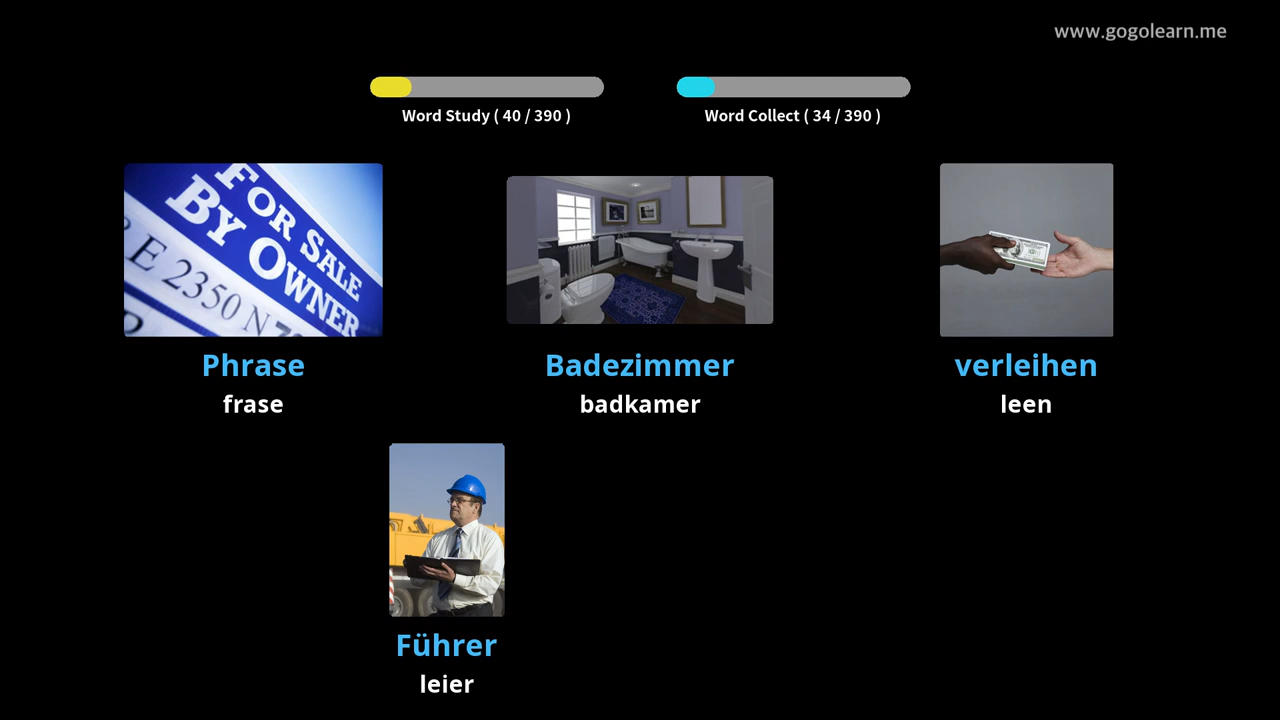 www.gogolearn.me
Word Study ( 40 / 390 )
Word Collect ( 34 / 390 )
FOR SALE
BY OWNER
E 2350 N
Phrase
frase
Badezimmer
badkamer
verleihen
leen
Führer
leier